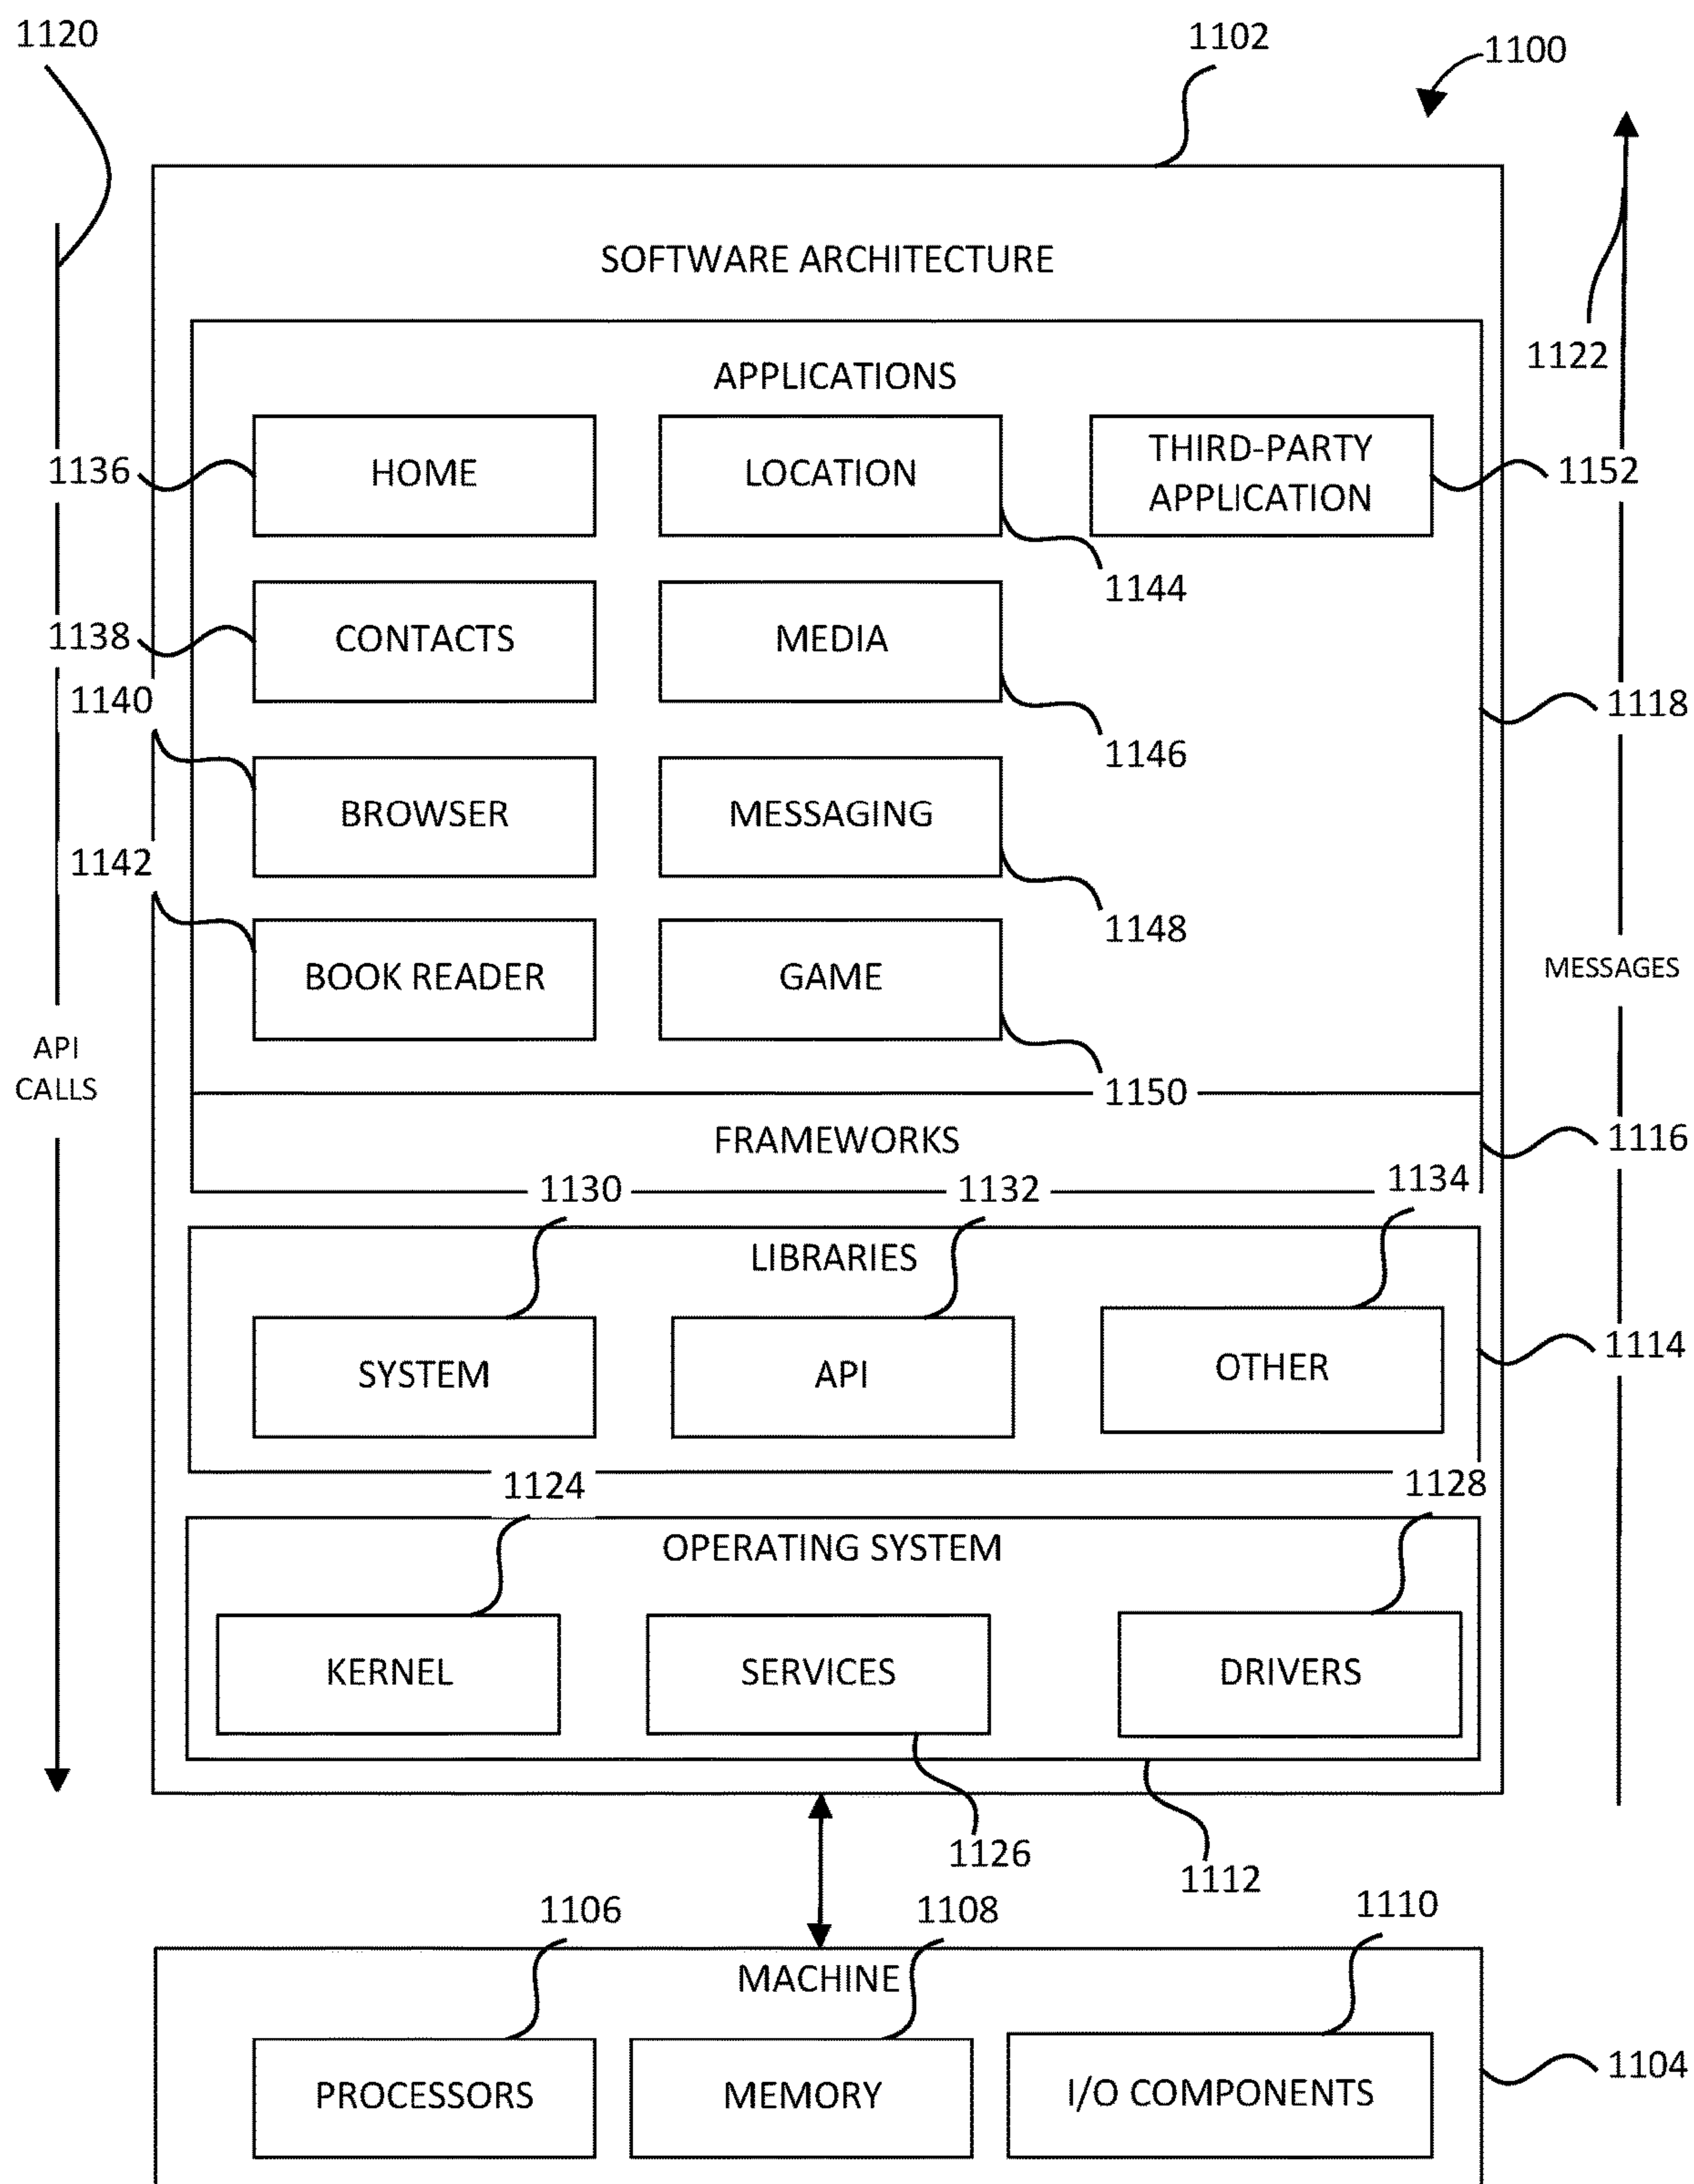 1120
1102
1100
SOFTWARE ARCHITECTURE
1122
APPLICATIONS
1136
HOME
LOCATION
THIRD-PARTY
APPLICATION
1152
1144
1138
CONTACTS
MEDIA
1140
1118
1146
BROWSER
MESSAGING
1142
1148
BOOK READER
GAME
MESSAGES
API
CALLS
1150
FRAMEWORKS
1116
1130
1132
1134
LIBRARIES
1114
SYSTEM
API
OTHER
1124
1128
OPERATING SYSTEM
KERNEL
SERVICES
DRIVERS
1126
1112
1106
1108
1110
MACHINE
1104
PROCESSORS
MEMORY
I/O COMPONENTS